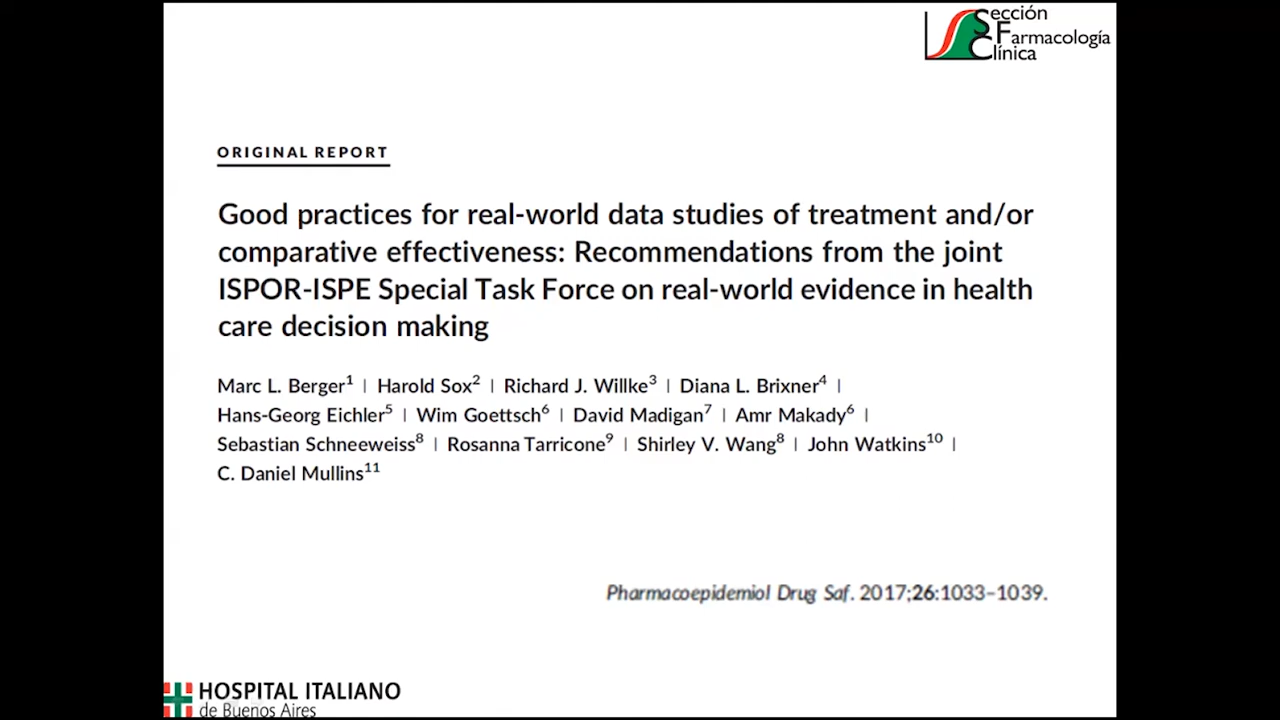 Sección
Farmacología
Clínica
ORIGINAL REPORT
Good practices for real-world data studies of treatment and/or
comparative effectiveness: Recommendations from the joint
ISPOR-ISPE Special Task Force on real-world evidence in health
care decision making
Marc L. Berger1 | Harold Sox2 | Richard J. Willke3 | Diana L. Brixner4 |
Hans-Georg Eichler5 | Wim Goettsch6 | David Madigan7 | Amr Makady6 |
Sebastian Schneeweiss8 | Rosanna Tarricone9 | Shirley V. Wang8 | John Watkins10 |
C. Daniel Mullins11
Pharmacoepidemiol Drug Saf. 2017;26:1033–1039.
HOSPITAL ITALIANO
de Buenos Aires